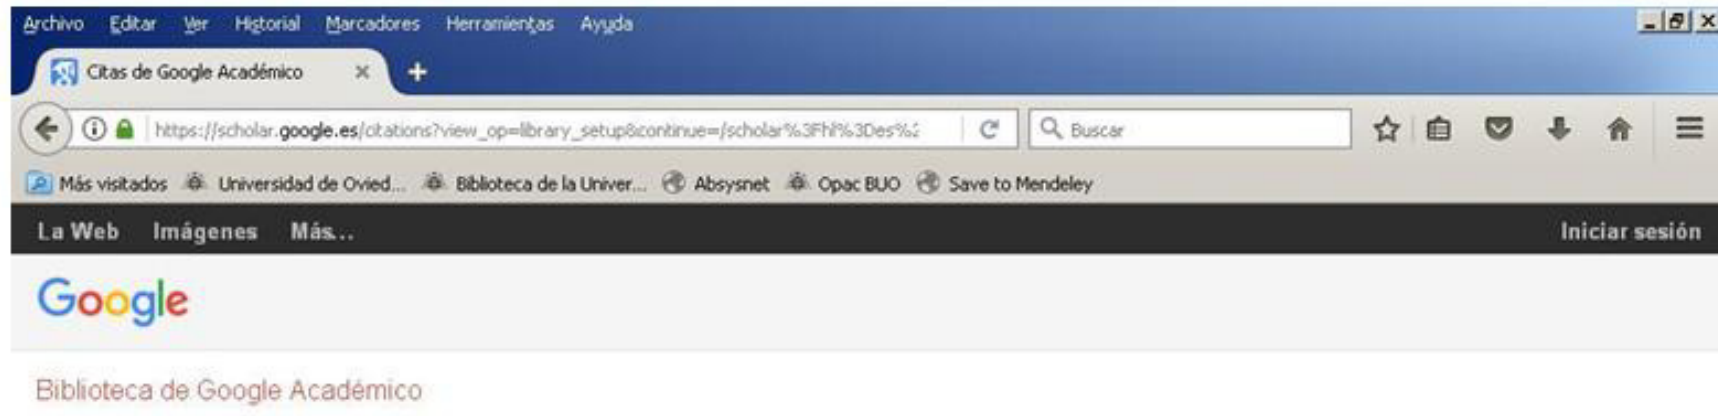 Archivo Editar Ver Historial Marcadores Herramientas Ayuda
Citas de Google Académico
https://scholar.google.es/citations?view_op=library_setup&continue=/scholar%3Fhl%3Des%2
Buscar
Más visitados Universidad de Ovied... Biblioteca de la Univer... Absysnet Opac BUO Save to Mendeley
La Web Imágenes Más... Iniciar sesión
Google
Biblioteca de Google Académico